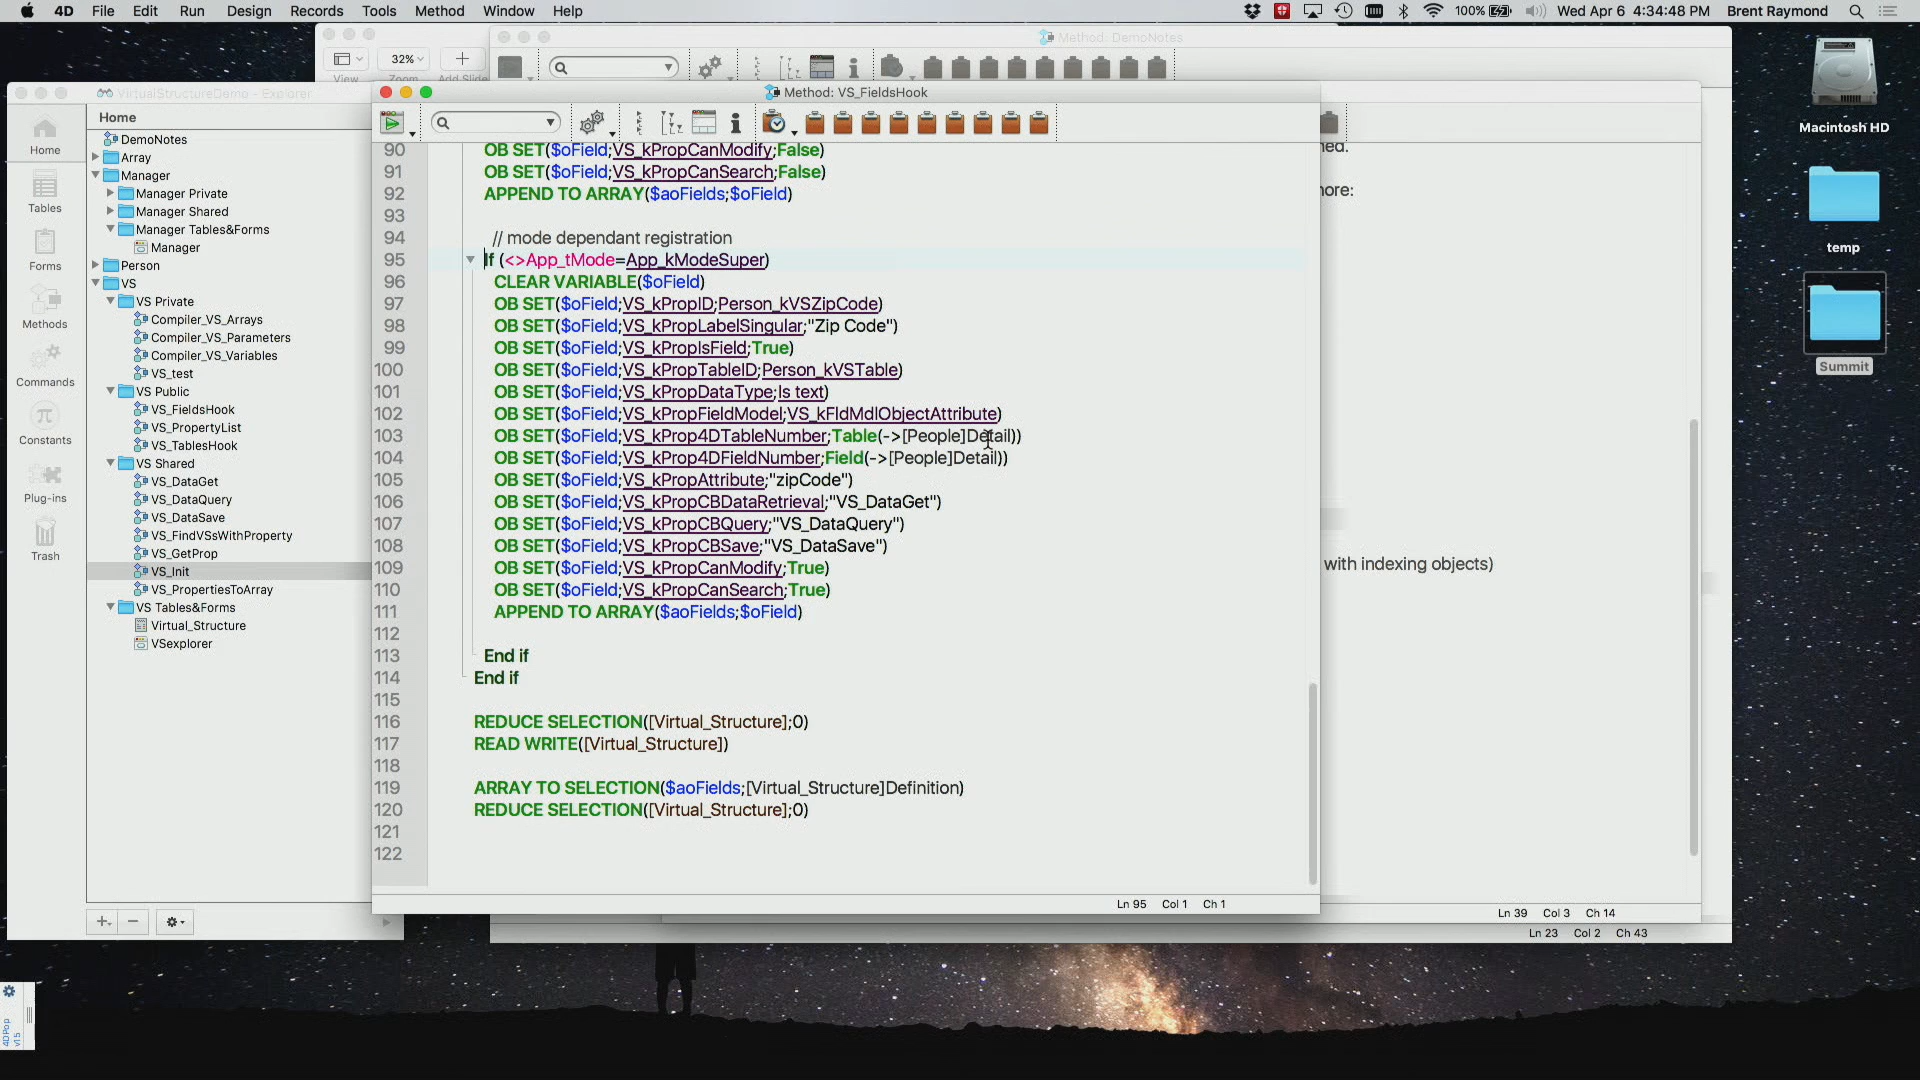 4D File Edit Run Design Records Tools Method Window Help
100% Wed Apr 6 4:34:48 PM Brent Raymond
32%
View Zoom Add Slide
Method: DemoNotes
VirtualStructureDemo - Explorer
Method: VS_FieldsHook
Home
Tables
Forms
Methods
Commands
Constants
Plug-ins
Trash
Home
DemoNotes
Array
Manager
Manager Private
Manager Shared
Manager Tables&Forms
Manager
Person
VS
VS Private
Compiler_VS_Arrays
Compiler_VS_Parameters
Compiler_VS_Variables
VS_test
VS Public
VS_FieldsHook
VS_PropertyList
VS_TablesHook
VS Shared
VS_DataGet
VS_DataQuery
VS_DataSave
VS_FindVSsWithProperty
VS_GetProp
VS_Init
VS_PropertiesToArray
VS Tables&Forms
Virtual_Structure
VSexplorer
90 OB SET($oField;VS_kPropCanModify;False)
91 OB SET($oField;VS_kPropCanSearch;False)
92 APPEND TO ARRAY($aoFields;$oField)
93
94 // mode dependant registration
95 If (<>App_tMode=App_kModeSuper)
96 CLEAR VARIABLE($oField)
97 OB SET($oField;VS_kPropID;Person_kVSZipCode)
98 OB SET($oField;VS_kPropLabelSingular;"Zip Code")
99 OB SET($oField;VS_kPropIsField;True)
100 OB SET($oField;VS_kPropTableID;Person_kVSTable)
101 OB SET($oField;VS_kPropDataType;Is text)
102 OB SET($oField;VS_kPropFieldModel;VS_kFldMdlObjectAttribute)
103 OB SET($oField;VS_kProp4DTableNumber;Table(->[People]Detail))
104 OB SET($oField;VS_kProp4DFieldNumber;Field(->[People]Detail))
105 OB SET($oField;VS_kPropAttribute;"zipCode")
106 OB SET($oField;VS_kPropCBDataRetrieval;"VS_DataGet")
107 OB SET($oField;VS_kPropCBQuery;"VS_DataQuery")
108 OB SET($oField;VS_kPropCBSave;"VS_DataSave")
109 OB SET($oField;VS_kPropCanModify;True)
110 OB SET($oField;VS_kPropCanSearch;True)
111 APPEND TO ARRAY($aoFields;$oField)
112
113 End if
114 End if
115
116 REDUCE SELECTION([Virtual_Structure];0)
117 READ WRITE([Virtual_Structure])
118
119 ARRAY TO SELECTION($aoFields;[Virtual_Structure]Definition)
120 REDUCE SELECTION([Virtual_Structure];0)
121
122
Ln 95 Col 1 Ch 1
ned.
nore:
with indexing objects)
Ln 39 Col 3 Ch 14
Ln 23 Col 2 Ch 43
Macintosh HD
temp
Summit
4DPop
v15